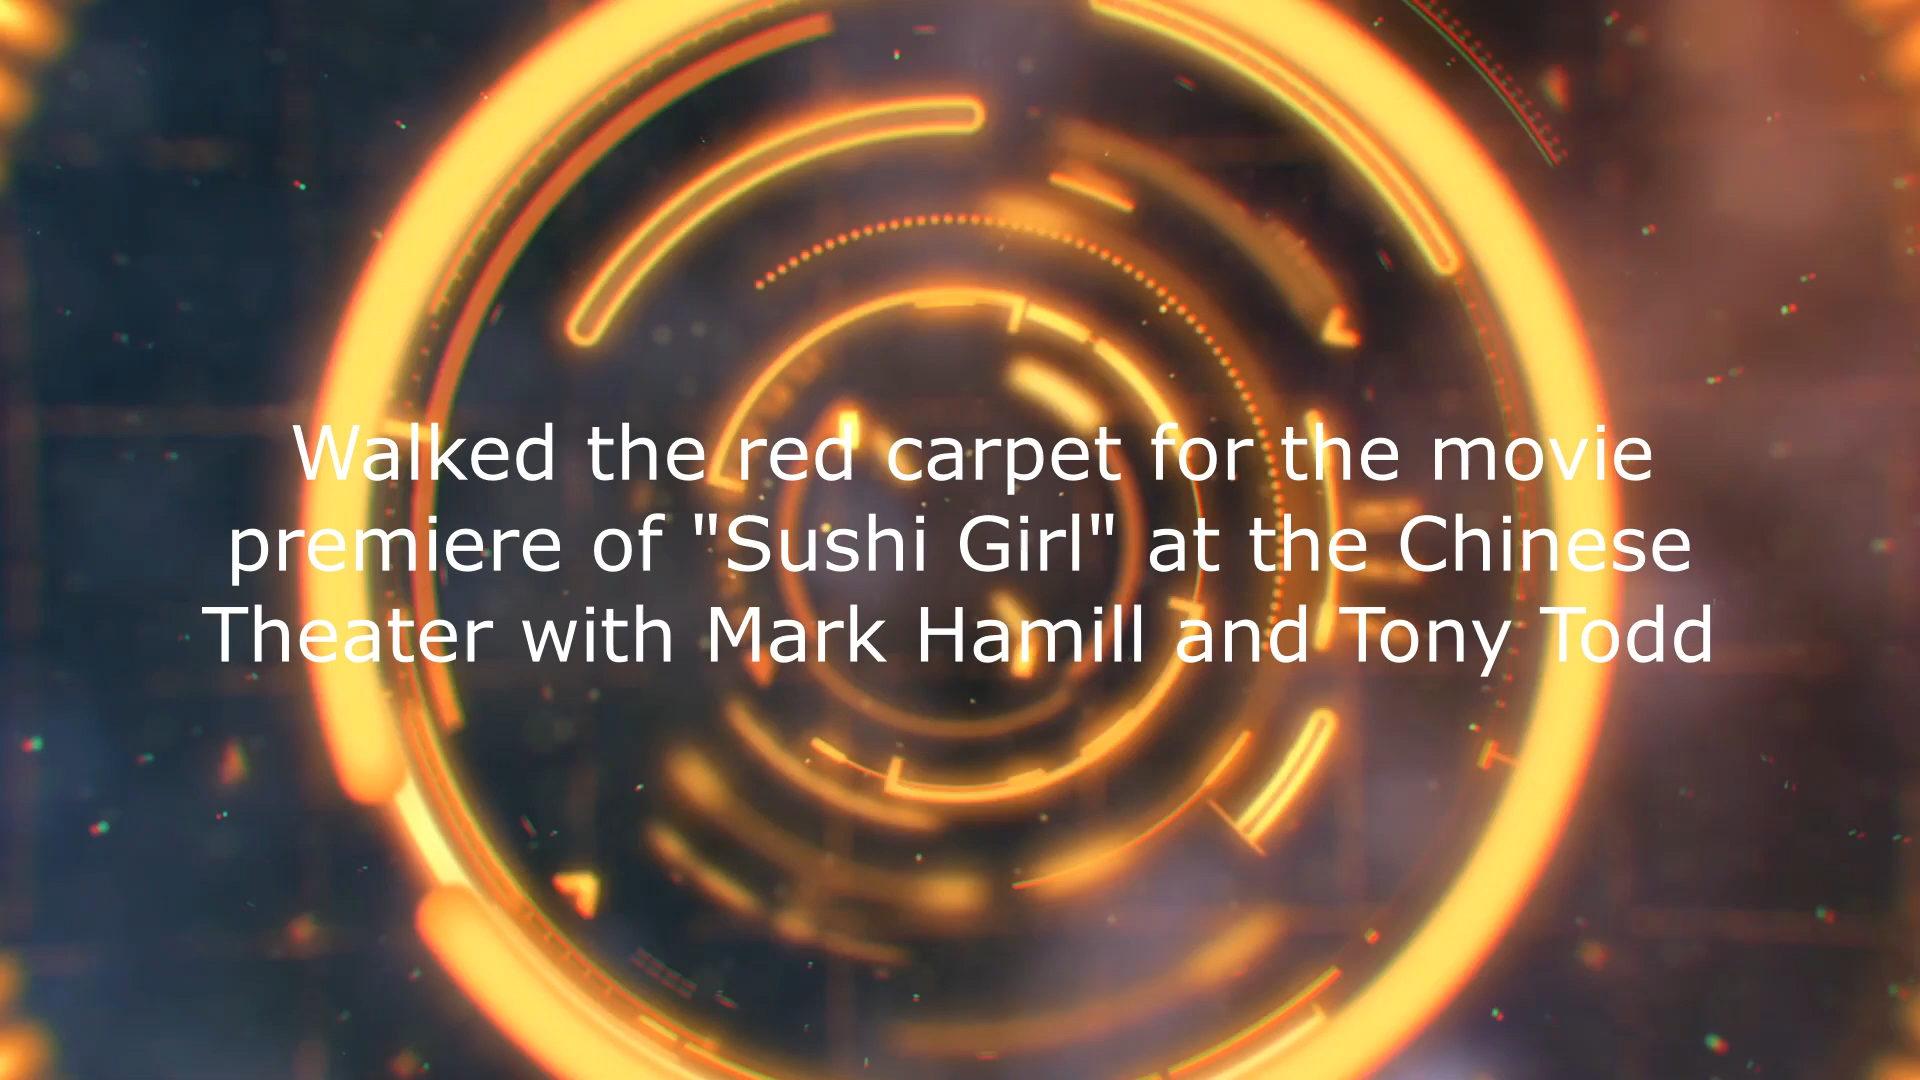 Walked the red carpet for the movie
premiere of "Sushi Girl" at the Chinese
Theater with Mark Hamill and Tony Todd